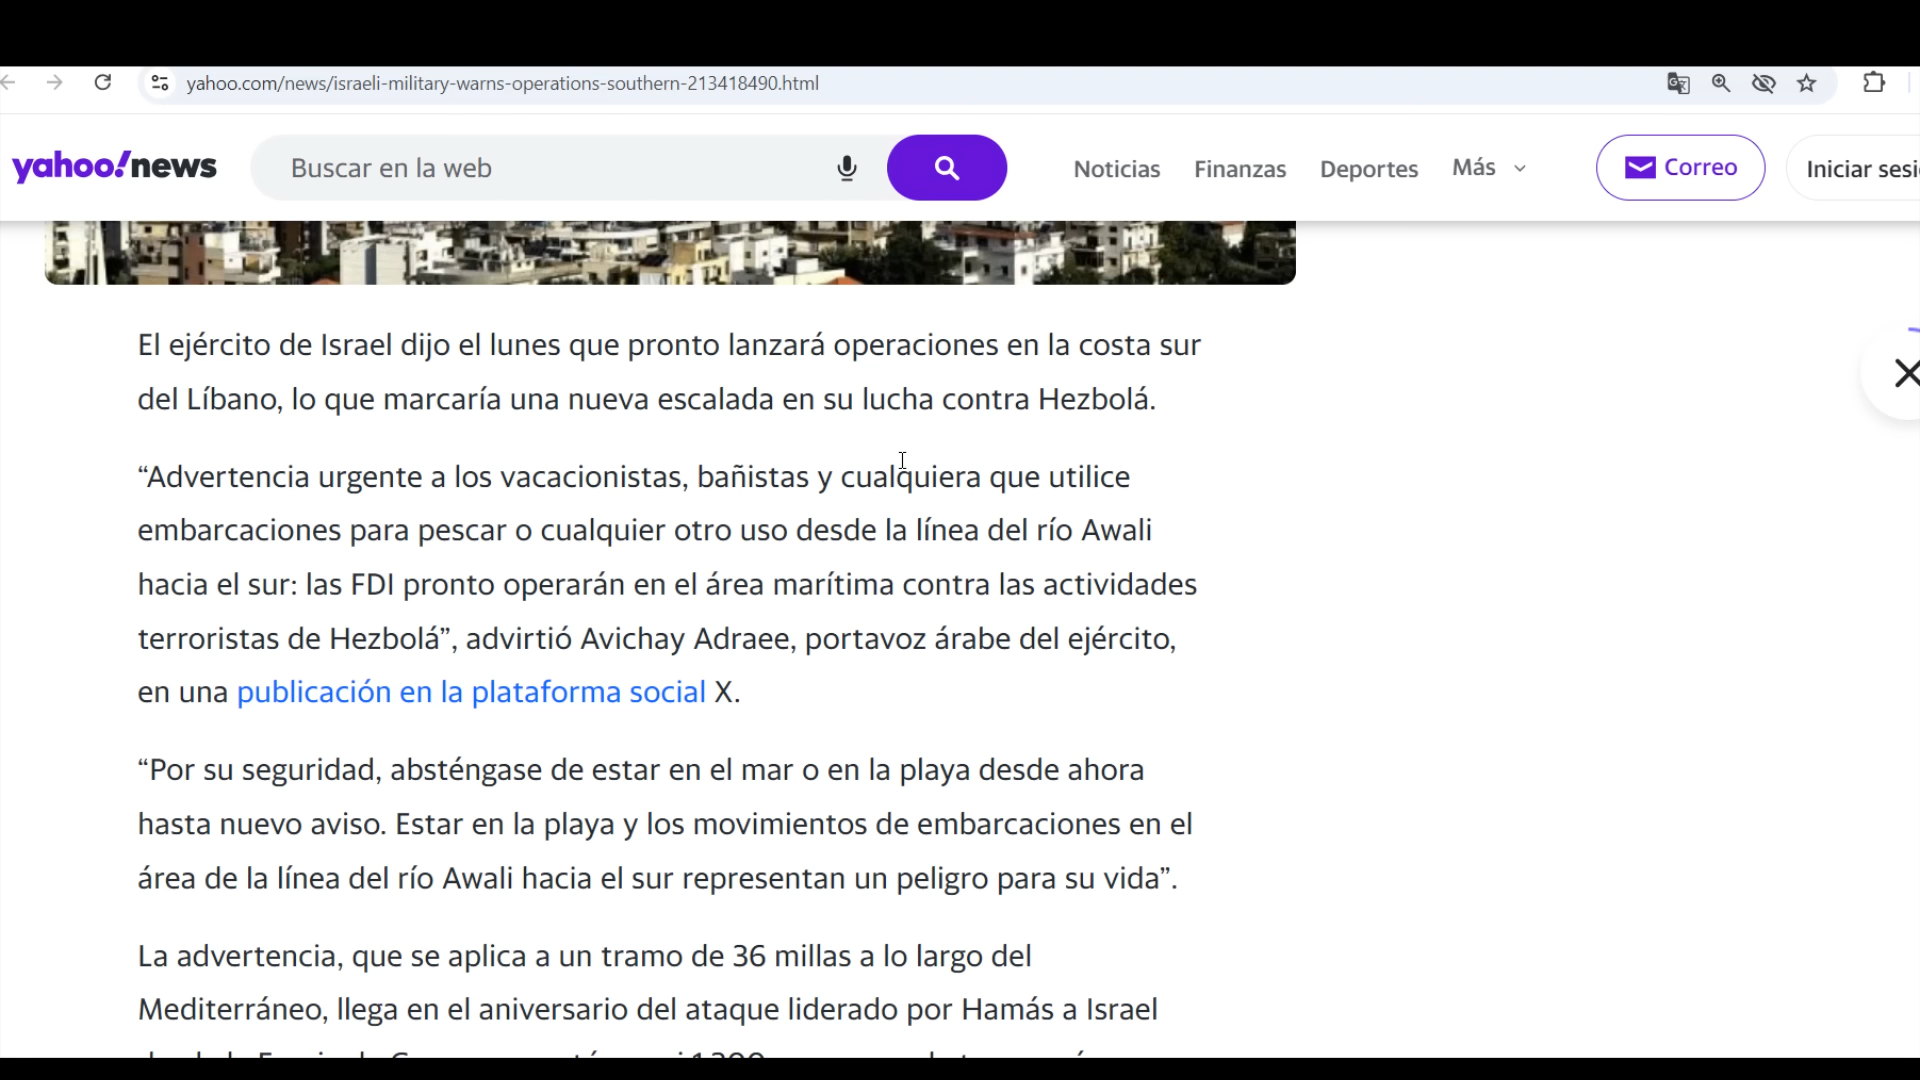 yahoo.com/news/israeli-military-warns-operations-southern-213418490.html
yahoo!news
Buscar en la web
Noticias
Finanzas
Deportes
Más
Correo
Iniciar sesi
El ejército de Israel dijo el lunes que pronto lanzará operaciones en la costa sur
del Líbano, lo que marcaría una nueva escalada en su lucha contra Hezbolá.
“Advertencia urgente a los vacacionistas, bañistas y cualquiera que utilice
embarcaciones para pescar o cualquier otro uso desde la línea del río Awali
hacia el sur: las FDI pronto operarán en el área marítima contra las actividades
terroristas de Hezbolá”, advirtió Avichay Adraee, portavoz árabe del ejército,
en una publicación en la plataforma social X.
“Por su seguridad, absténgase de estar en el mar o en la playa desde ahora
hasta nuevo aviso. Estar en la playa y los movimientos de embarcaciones en el
área de la línea del río Awali hacia el sur representan un peligro para su vida”.
La advertencia, que se aplica a un tramo de 36 millas a lo largo del
Mediterráneo, llega en el aniversario del ataque liderado por Hamás a Israel